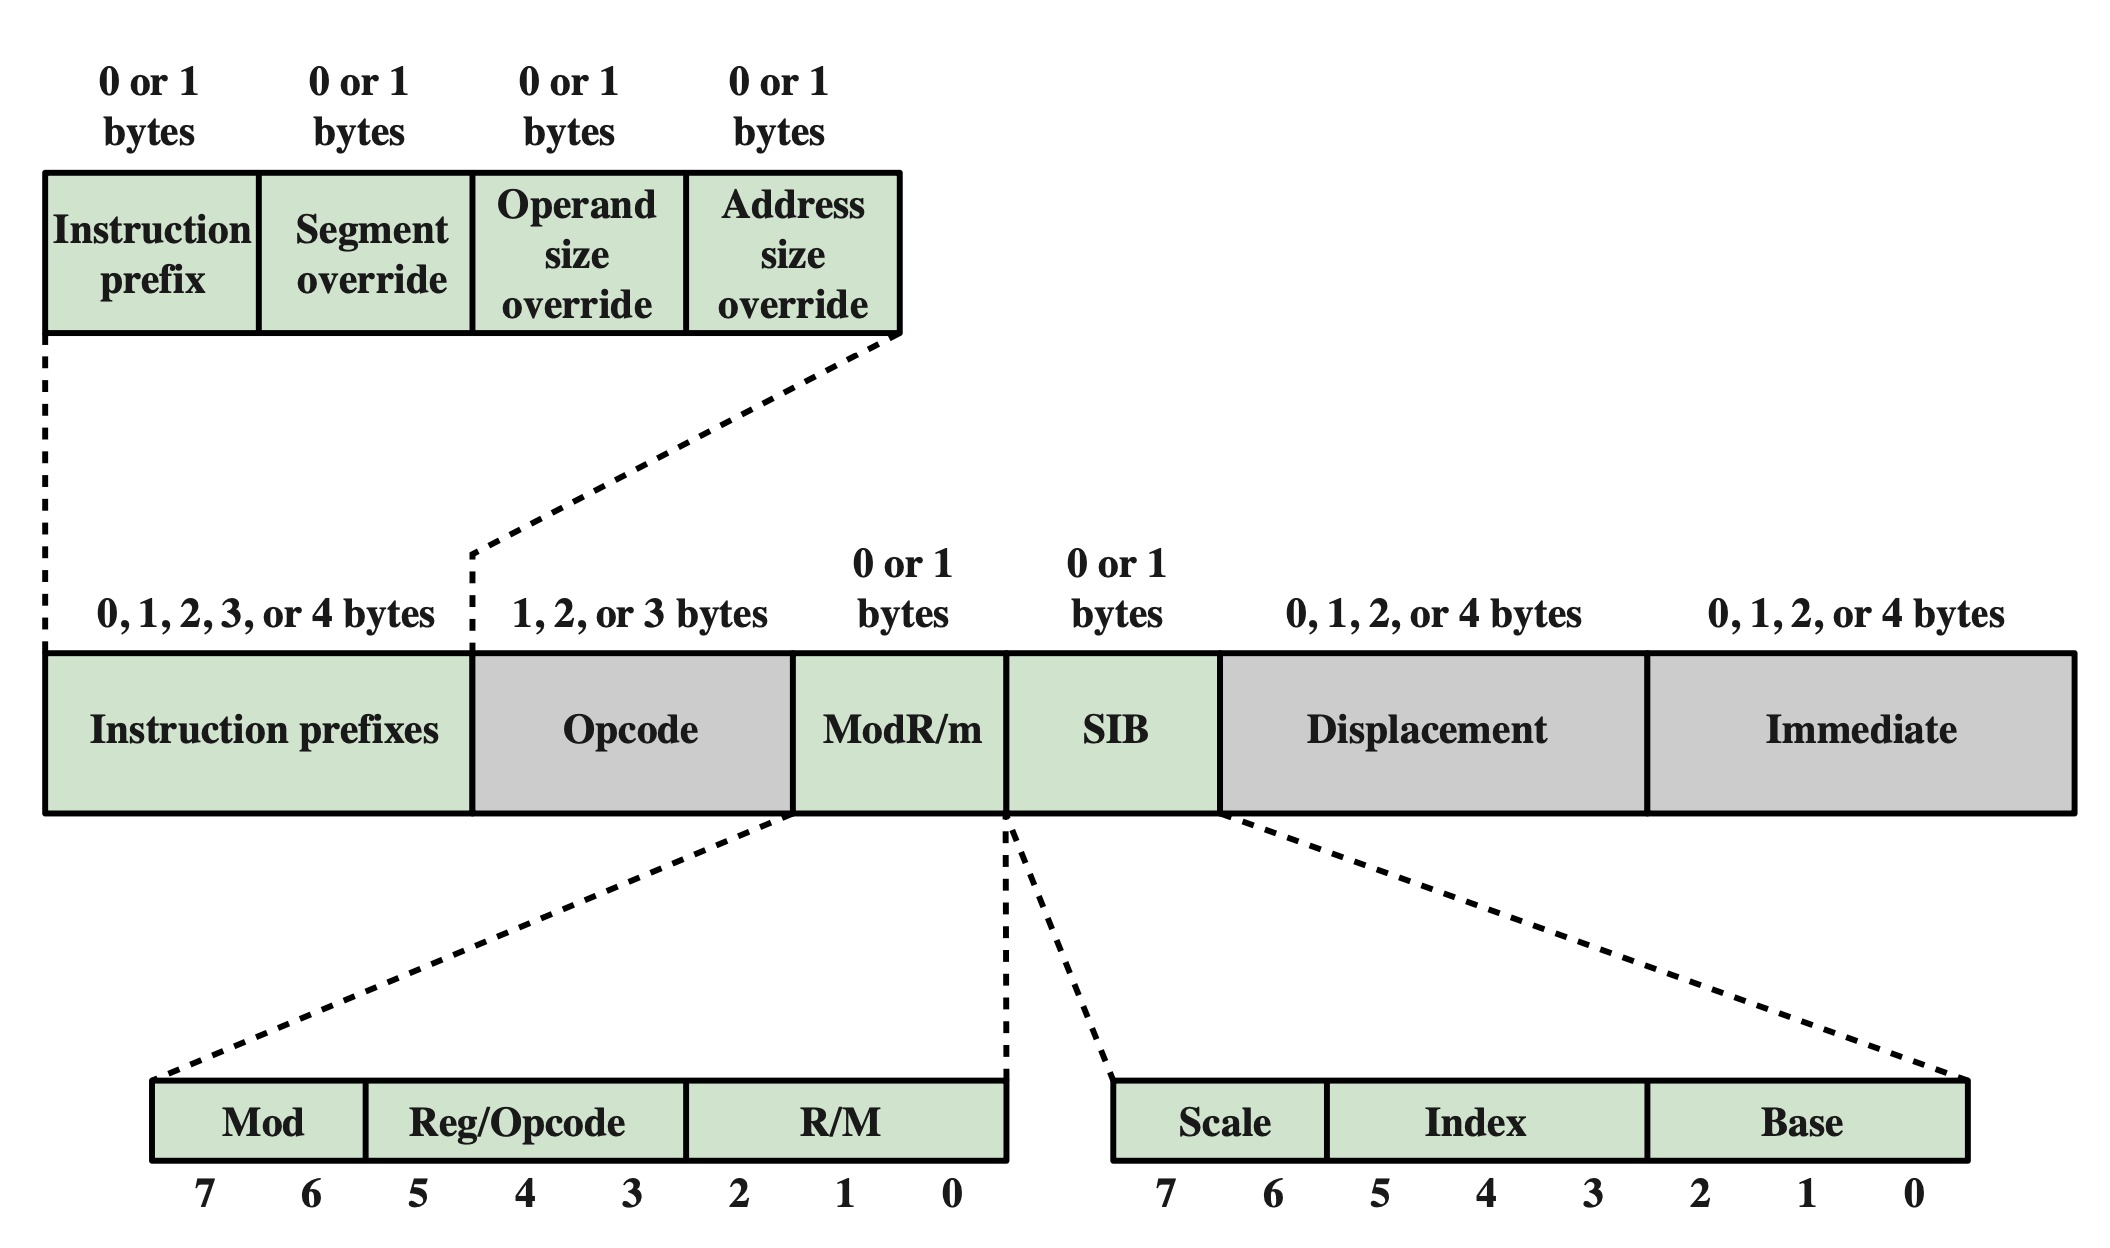 0 or 1 0 or 1 0 or 1 0 or 1
bytes bytes bytes bytes
Instruction
prefix
Segment
override
Operand
size
override
Address
size
override
0, 1, 2, 3, or 4 bytes
1, 2, or 3 bytes
0 or 1
bytes
0 or 1
bytes
0, 1, 2, or 4 bytes
0, 1, 2, or 4 bytes
Instruction prefixes
Opcode
ModR/m
SIB
Displacement
Immediate
Mod Reg/Opcode R/M
7 6 5 4 3 2 1 0
Scale Index Base
7 6 5 4 3 2 1 0